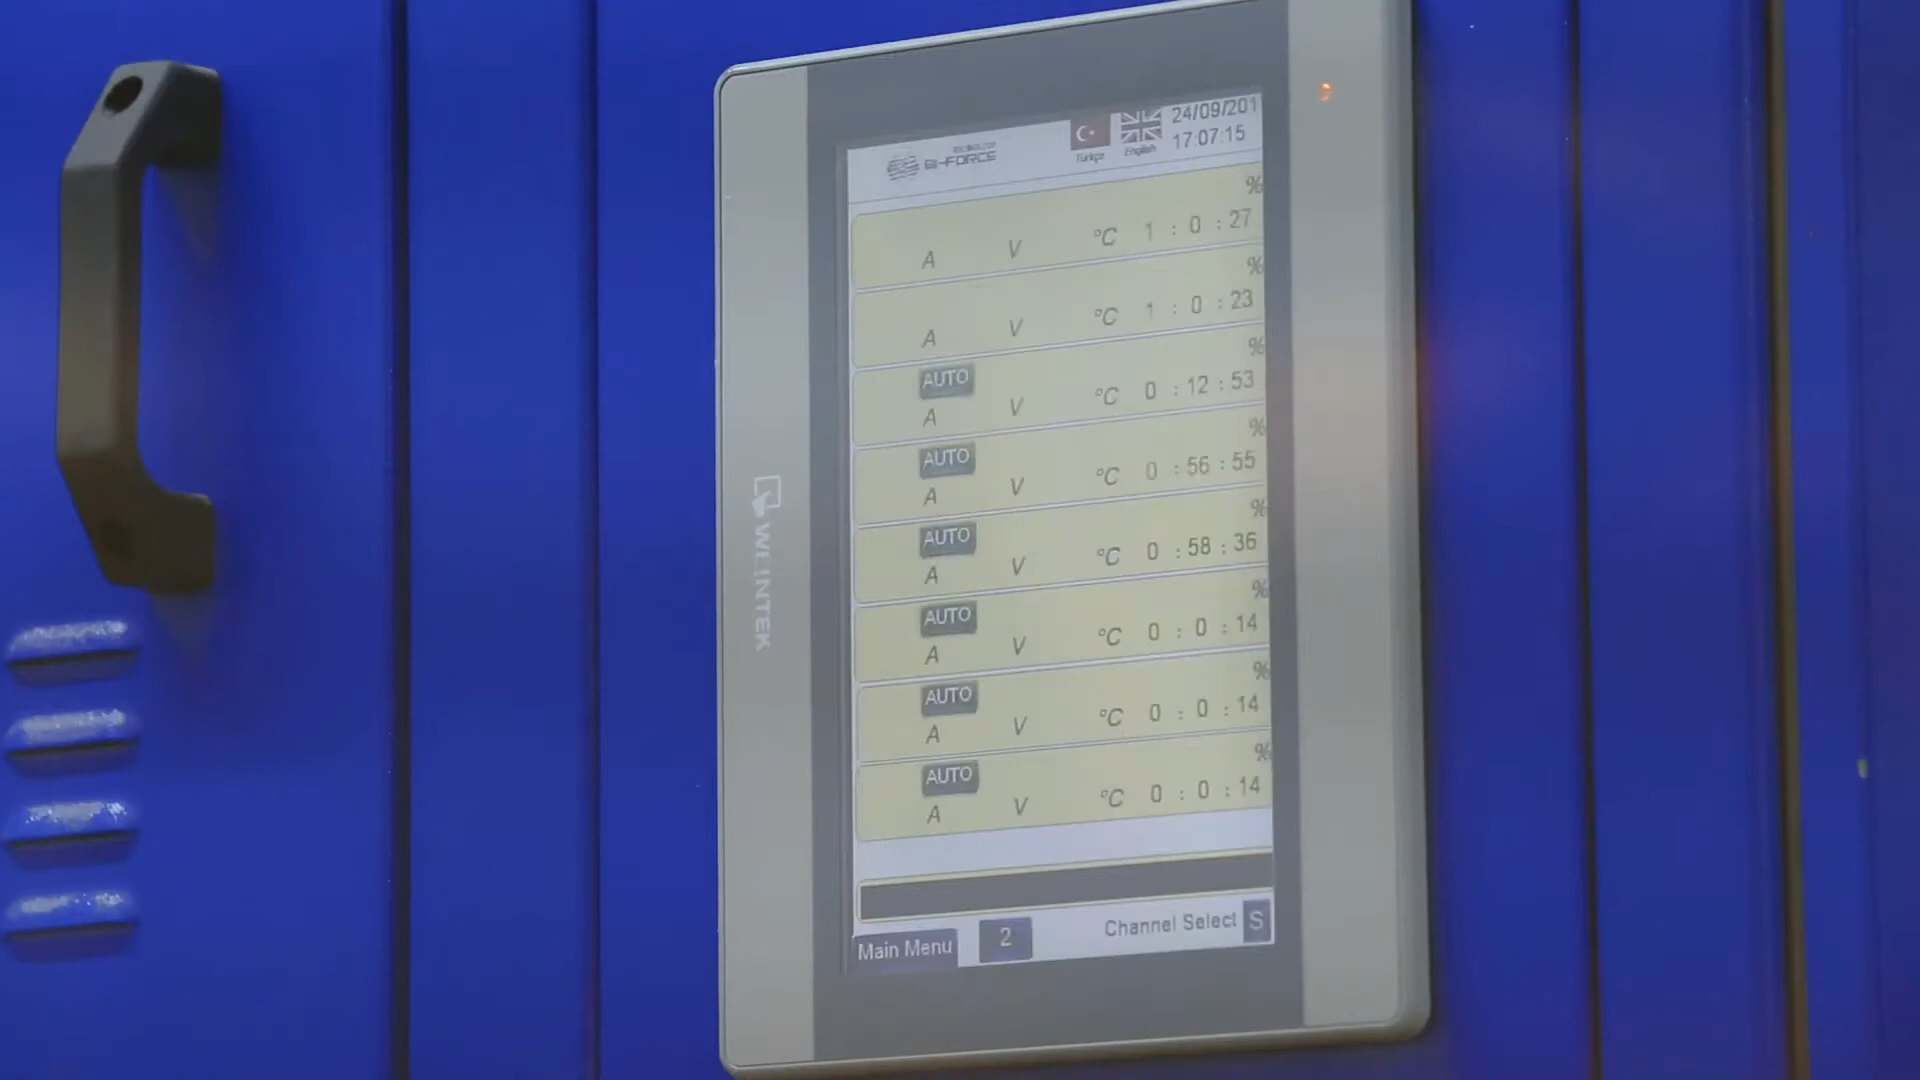 BI-FORCE
Türkçe
English
24/09/201
17:07:15
%
A V °C 1 : 0 : 27
%
A V °C 1 : 0 : 23
%
AUTO
A V °C 0 : 12 : 53
%
AUTO
A V °C 0 : 56 : 55
%
AUTO
A V °C 0 : 58 : 36
%
AUTO
A V °C 0 : 0 : 14
%
AUTO
A V °C 0 : 0 : 14
%
AUTO
A V °C 0 : 0 : 14
Main Menu 2 Channel Select S
WEINTEK